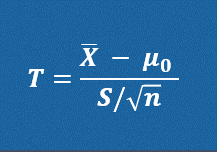 T = X̅ − μ₀ / S/√n